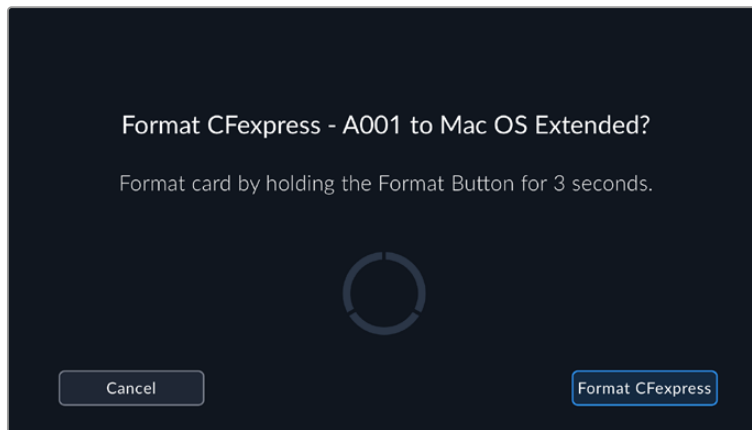 Format CFexpress - A001 to Mac OS Extended?
Format card by holding the Format Button for 3 seconds.
Cancel
Format CFexpress